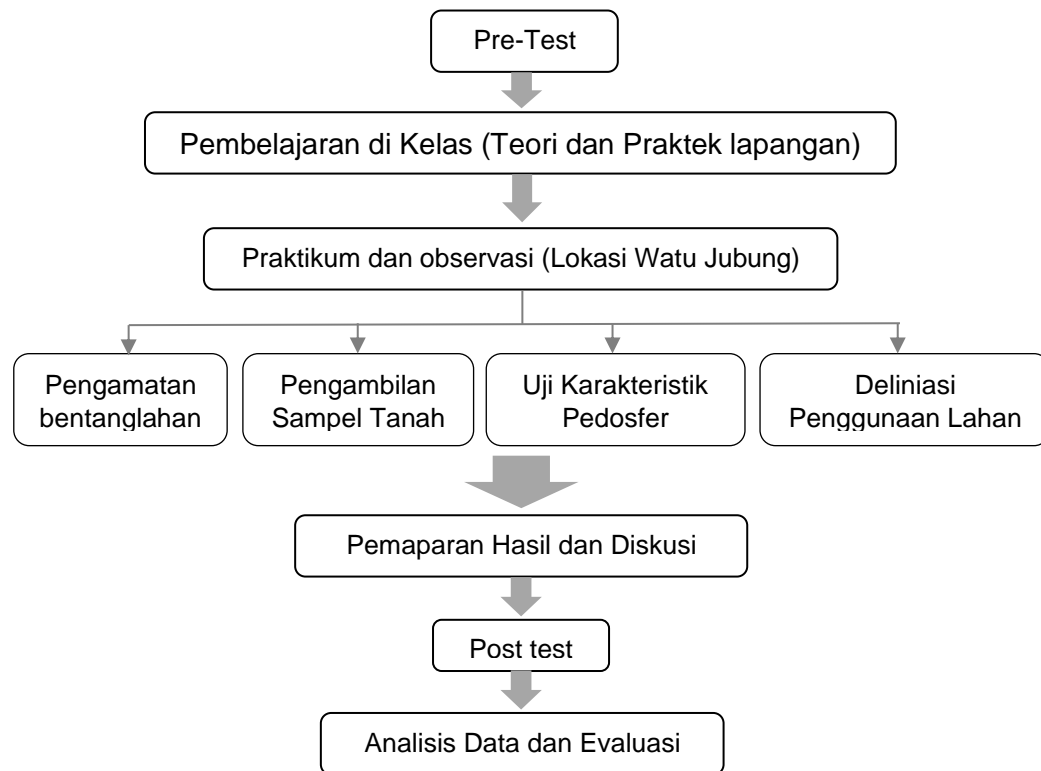 Pre-Test
Pembelajaran di Kelas (Teori dan Praktek lapangan)
Praktikum dan observasi (Lokasi Watu Jubung)
Pengamatan
bentanglahan
Pengambilan
Sampel Tanah
Uji Karakteristik
Pedosfer
Deliniasi
Penggunaan Lahan
Pemaparan Hasil dan Diskusi
Post test
Analisis Data dan Evaluasi